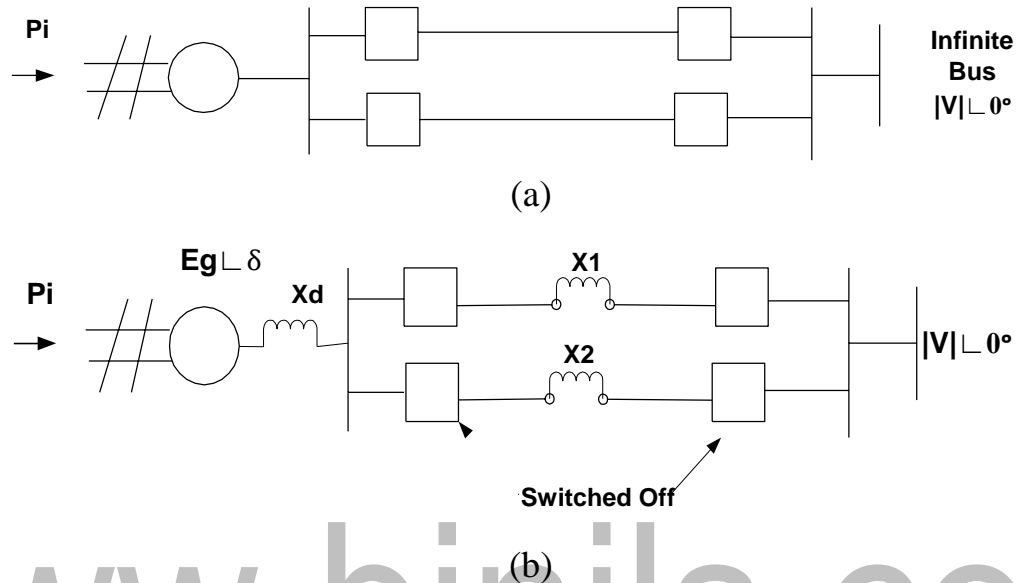 Pi
Infinite
Bus
|V|∟0°
(a)
Eg∟δ
X1
Xd
Pi
X2
|V|∟0°
Switched Off
(b)